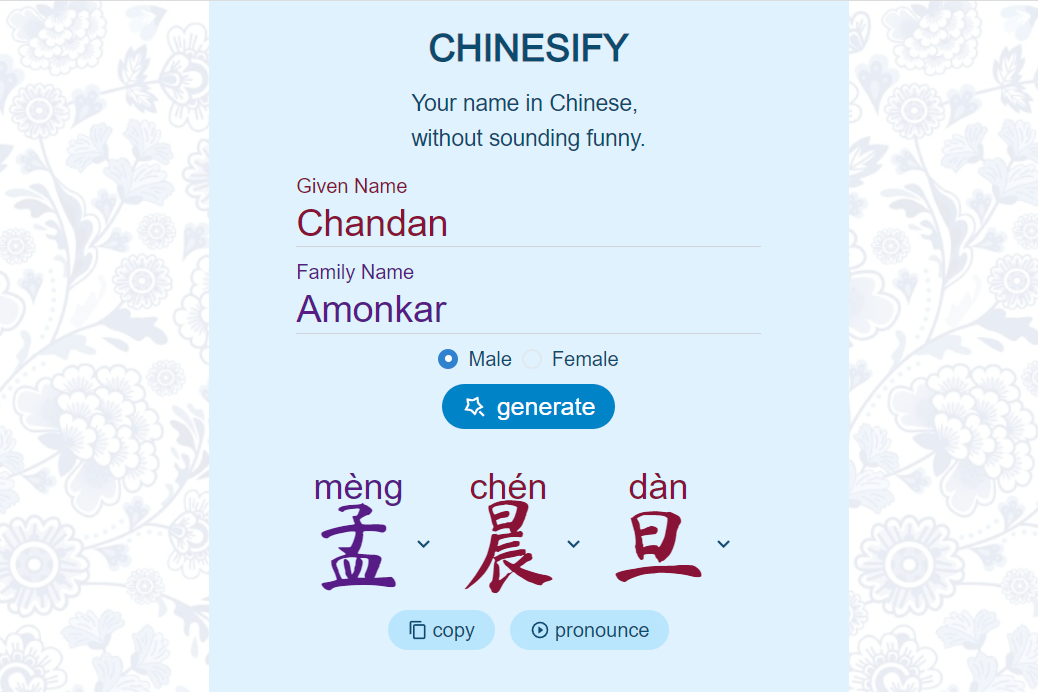 CHINESIFY
Your name in Chinese,
without sounding funny.
Given Name
Chandan
Family Name
Amonkar
Male Female
generate
mèng chén dàn
孟 晨 旦
copy pronounce